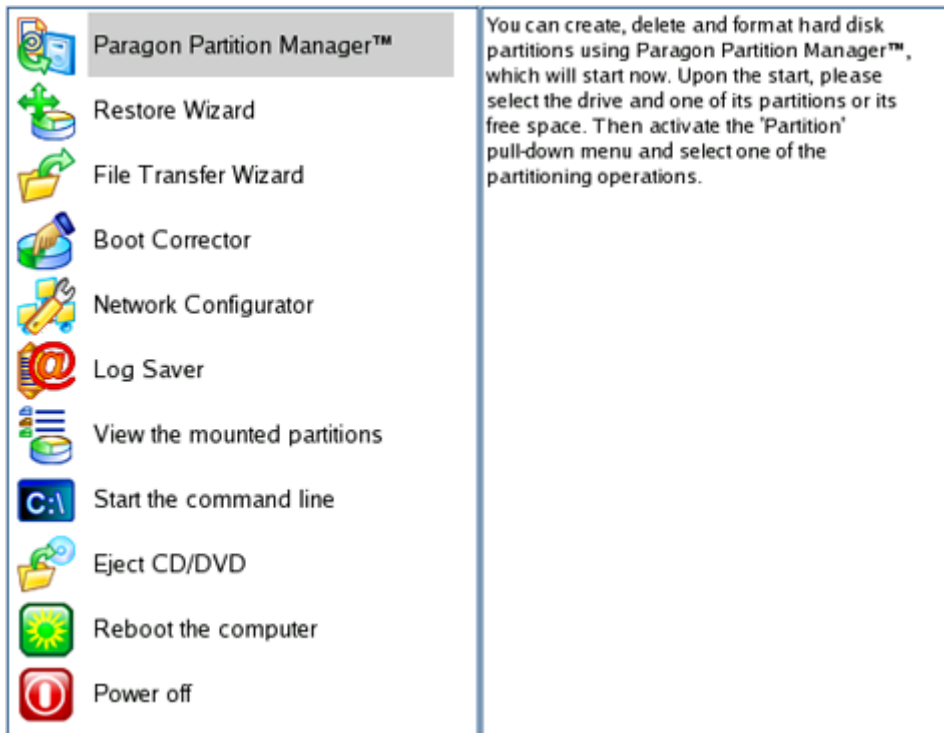 Paragon Partition Manager™
Restore Wizard
File Transfer Wizard
Boot Corrector
Network Configurator
@
Log Saver
View the mounted partitions
C:\
Start the command line
Eject CD/DVD
Reboot the computer
Power off
You can create, delete and format hard disk
partitions using Paragon Partition Manager™,
which will start now. Upon the start, please
select the drive and one of its partitions or its
free space. Then activate the 'Partition'
pull-down menu and select one of the
partitioning operations.